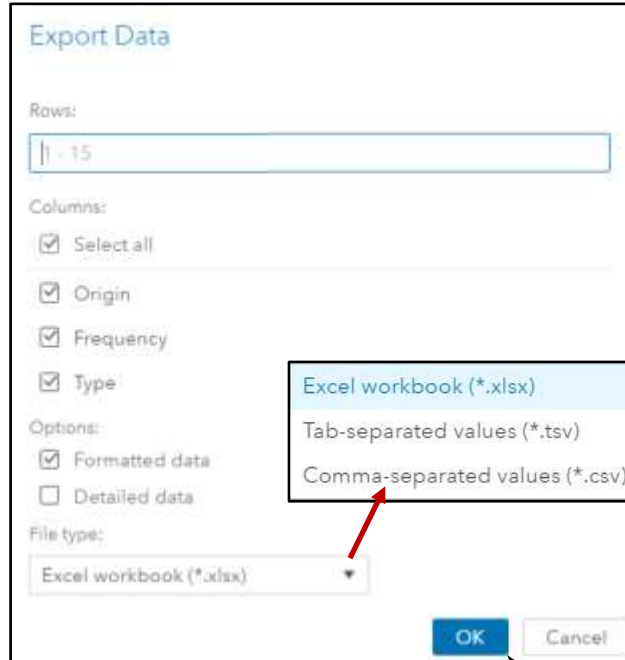 Export Data
Rows:
1 - 15
Columns:
Select all
Origin
Frequency
Type
Excel workbook (*.xlsx)
Tab-separated values (*.tsv)
Comma-separated values (*.csv)
Options:
Formatted data
Detailed data
File type:
Excel workbook (*.xlsx)
OK
Cancel